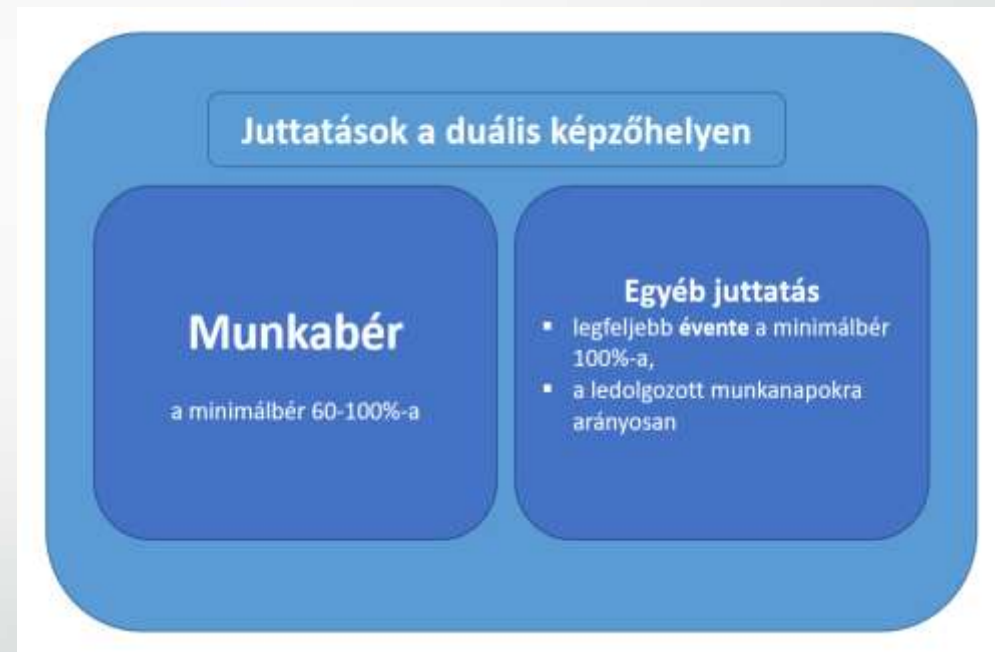 Juttatások a duális képzőhelyen
Munkabér
a minimálbér 60-100%-a
Egyéb juttatás
▪ legfeljebb évente a minimálbér
100%-a,
▪ a ledolgozott munkanapokra
arányosan